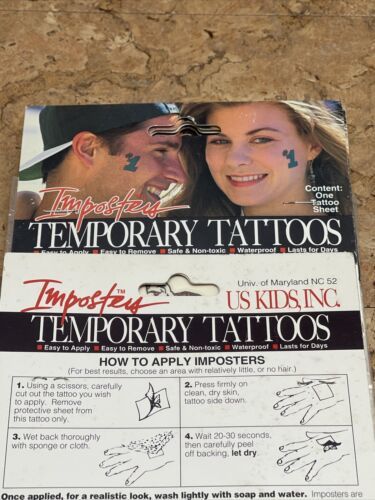 #1
#1
Content:
One
Tattoo
Sheet
Imposters
TEMPORARY TATTOOS
Easy to Apply ■ Easy to Remove ■ Safe & Non-toxic ■ Waterproof ■ Lasts for Days
Univ. of Maryland NC 52
Imposters™
US KIDS, INC.
TEMPORARY TATTOOS
■ Easy to Apply ■ Easy to Remove ■ Safe & Non-toxic ■ Waterproof ■ Lasts for Days
HOW TO APPLY IMPOSTERS
(For best results, choose an area with relatively little, or no hair.)
1. Using a scissors, carefully
cut out the tattoo you wish
to apply. Remove
protective sheet from
this tattoo only.
2. Press firmly on
clean, dry skin,
tattoo side down.
3. Wet back thoroughly
with sponge or cloth.
4. Wait 20-30 seconds,
then carefully peel
off backing, let dry.
Once applied, for a realistic look, wash lightly with soap and water. Imposters are